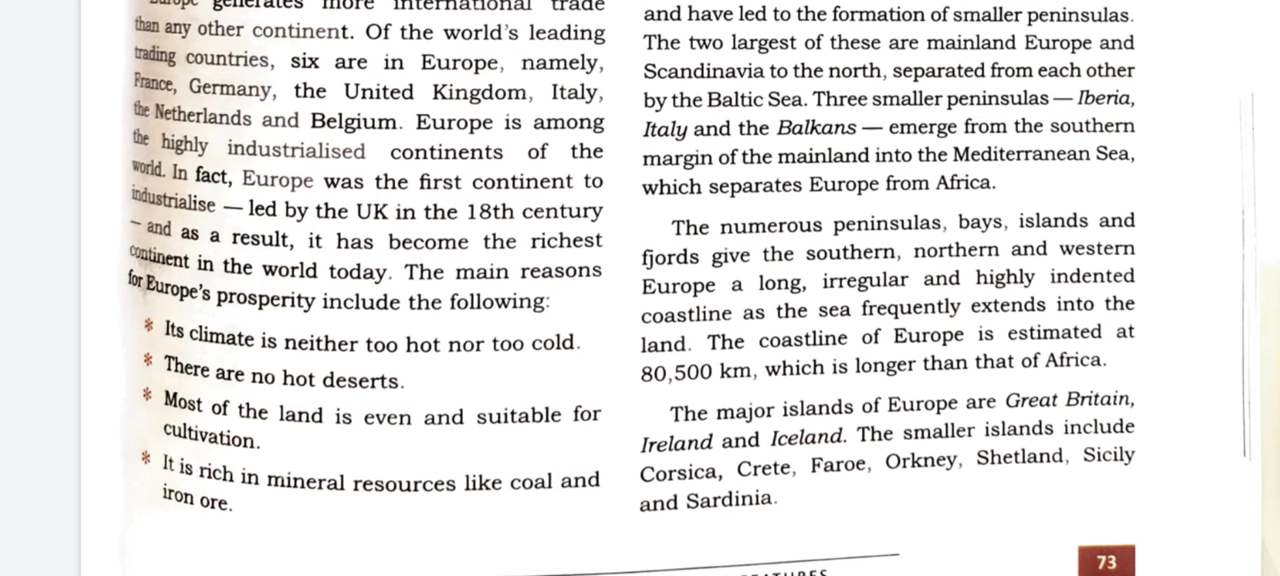 Europe generates more international trade
than any other continent. Of the world's leading
trading countries, six are in Europe, namely,
France, Germany, the United Kingdom, Italy,
the Netherlands and Belgium. Europe is among
the highly industrialised continents of the
world. In fact, Europe was the first continent to
industrialise — led by the UK in the 18th century
– and as a result, it has become the richest
continent in the world today. The main reasons
for Europe's prosperity include the following:
* Its climate is neither too hot nor too cold.
* There are no hot deserts.
* Most of the land is even and suitable for
cultivation.
* It is rich in mineral resources like coal and
iron ore.
and have led to the formation of smaller peninsulas.
The two largest of these are mainland Europe and
Scandinavia to the north, separated from each other
by the Baltic Sea. Three smaller peninsulas — Iberia,
Italy and the Balkans — emerge from the southern
margin of the mainland into the Mediterranean Sea,
which separates Europe from Africa.
The numerous peninsulas, bays, islands and
fjords give the southern, northern and western
Europe a long, irregular and highly indented
coastline as the sea frequently extends into the
land. The coastline of Europe is estimated at
80,500 km, which is longer than that of Africa.
The major islands of Europe are Great Britain,
Ireland and Iceland. The smaller islands include
Corsica, Crete, Faroe, Orkney, Shetland, Sicily
and Sardinia.
73